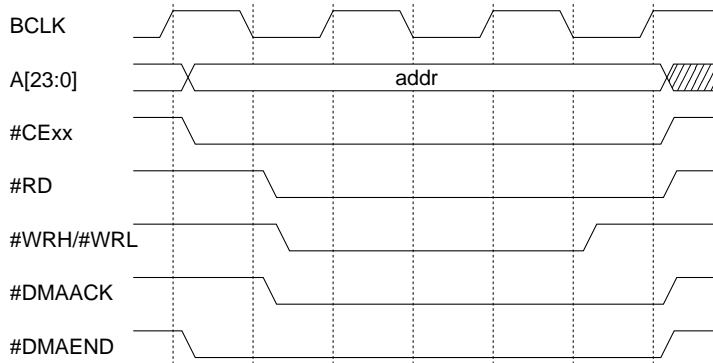 BCLK
A[23:0]
addr
#CExx
#RD
#WRH/#WRL
#DMAACK
#DMAEND